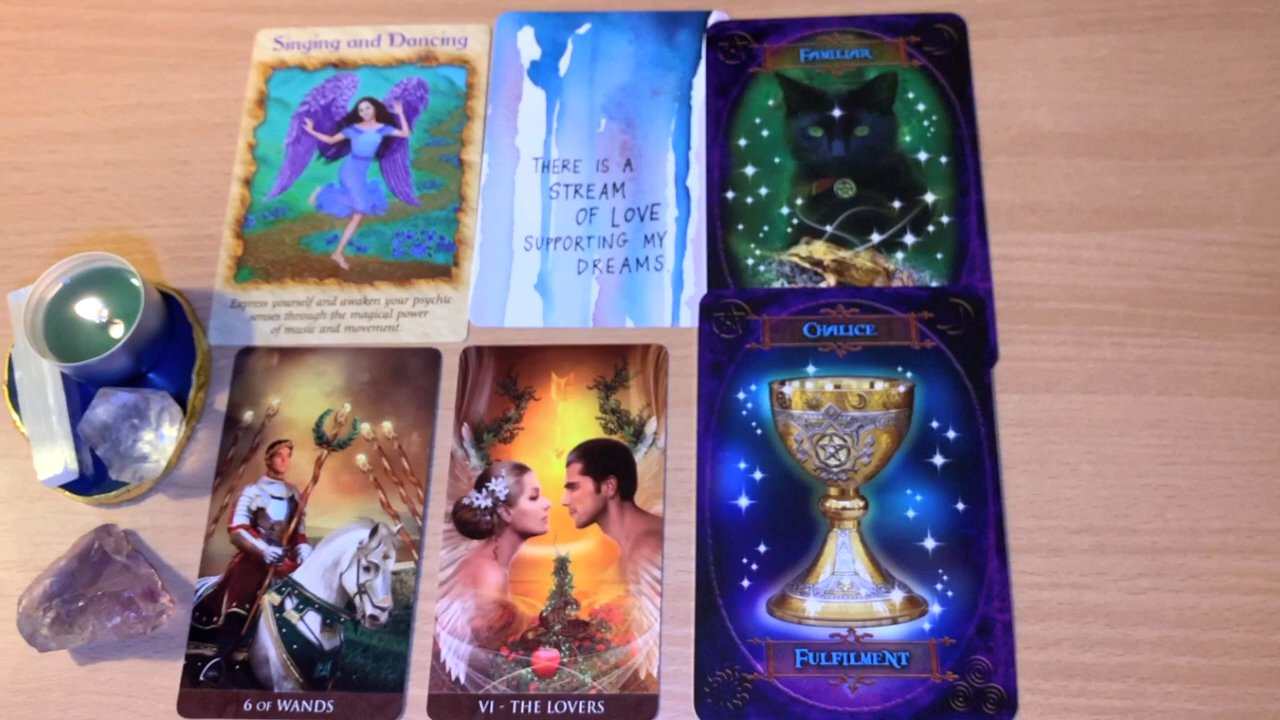 Singing and Dancing
Express yourself and awaken your psychic
senses through the magical power
of music and movement.
THERE IS A
STREAM
OF LOVE
SUPPORTING MY
DREAMS.
FAMILIAR
CHALICE
FULFILMENT
6 OF WANDS
VI - THE LOVERS